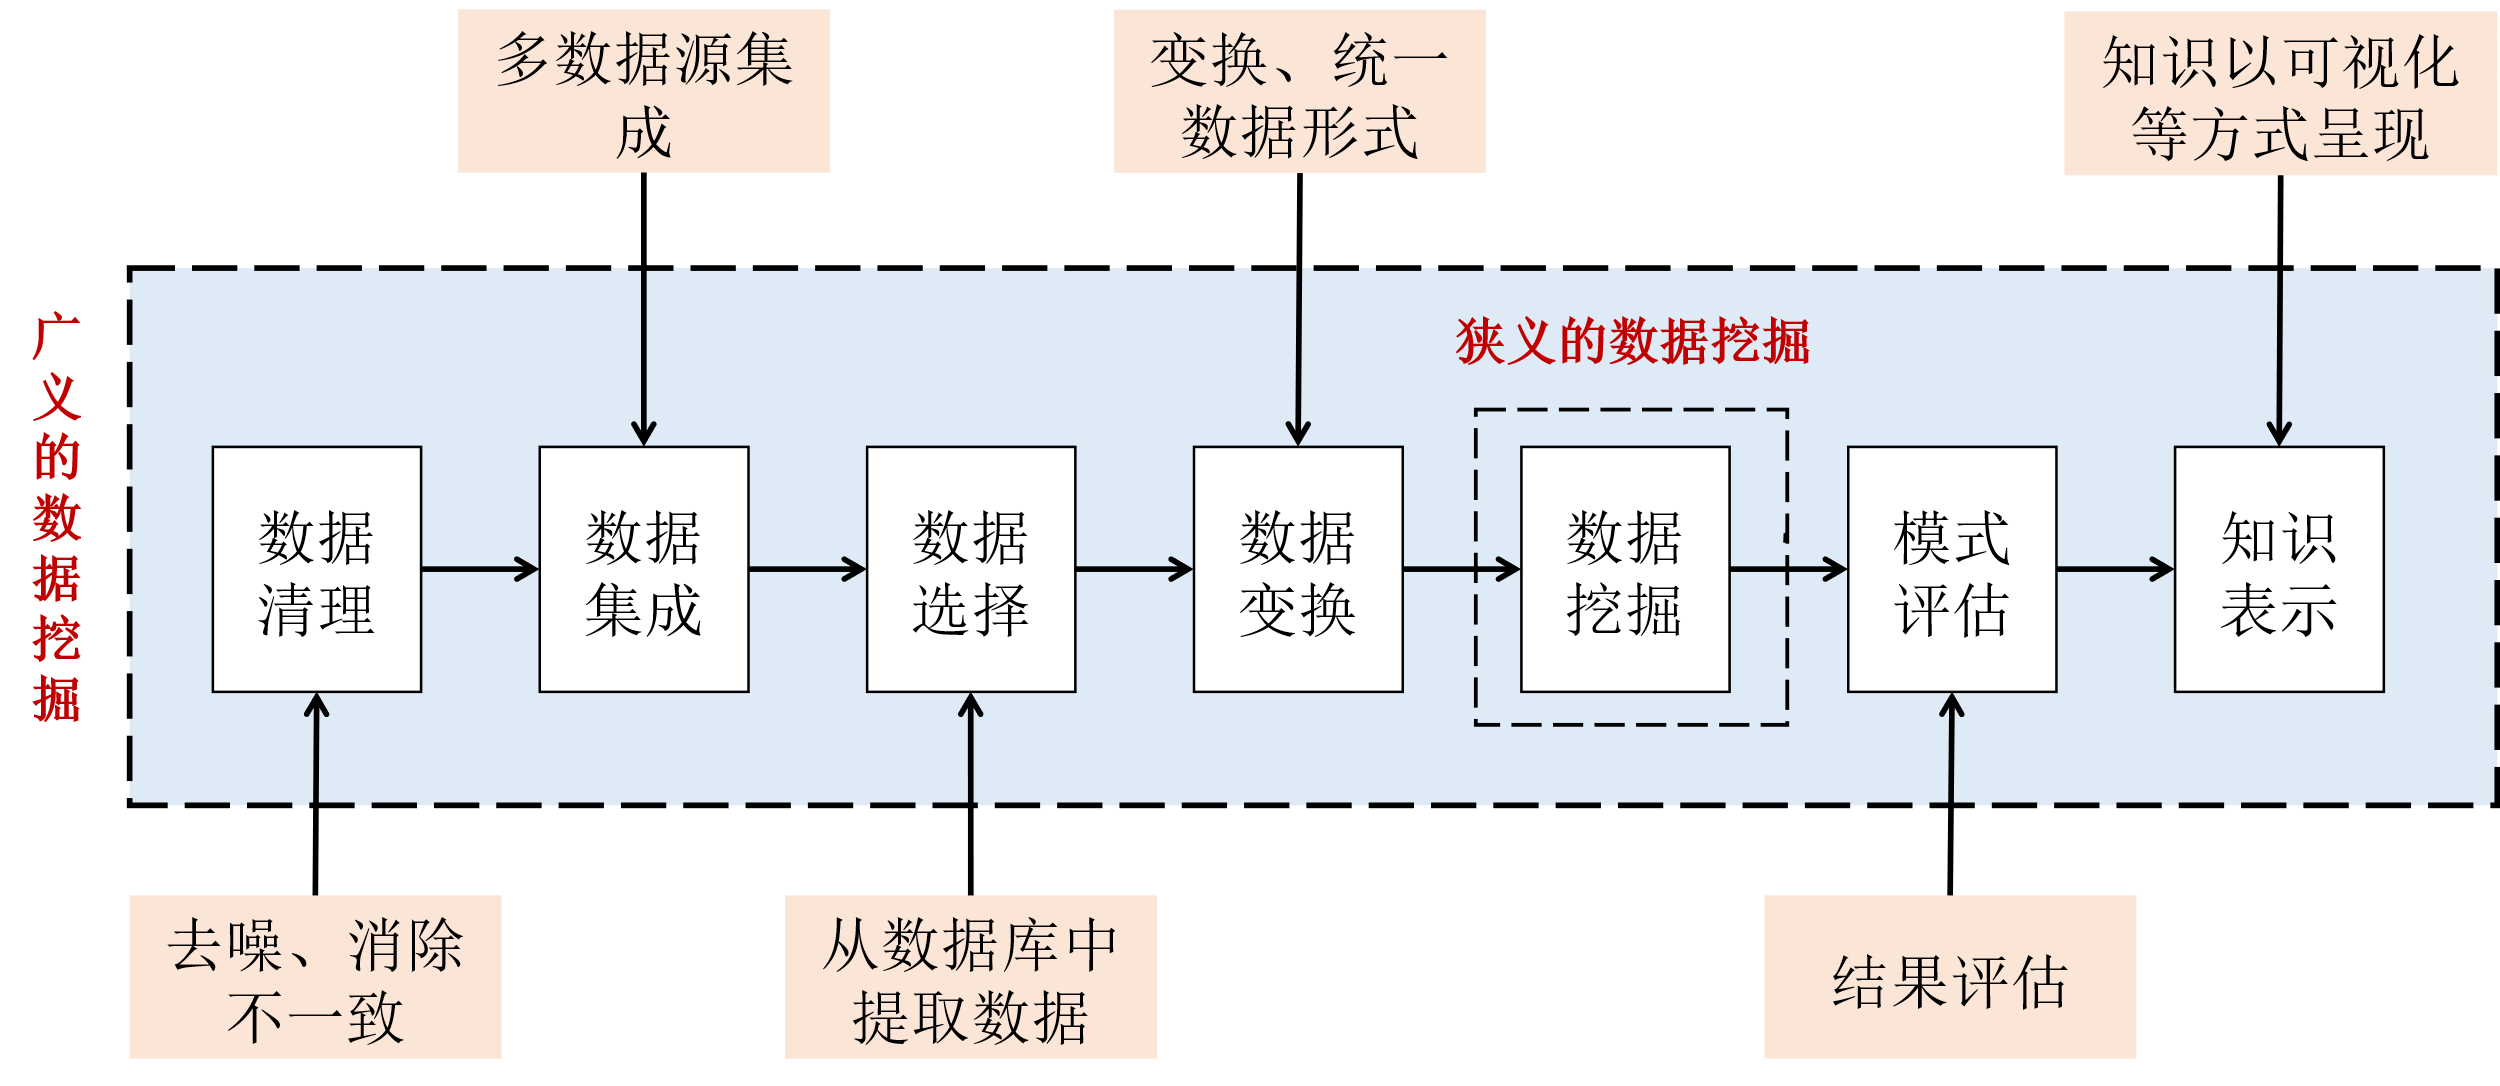 多数据源集
成
变换、统一
数据形式
知识以可视化
等方式呈现
广
义
的
数
据
挖
掘
狭义的数据挖掘
数据
清理
数据
集成
数据
选择
数据
变换
数据
挖掘
模式
评估
知识
表示
去噪、消除
不一致
从数据库中
提取数据
结果评估